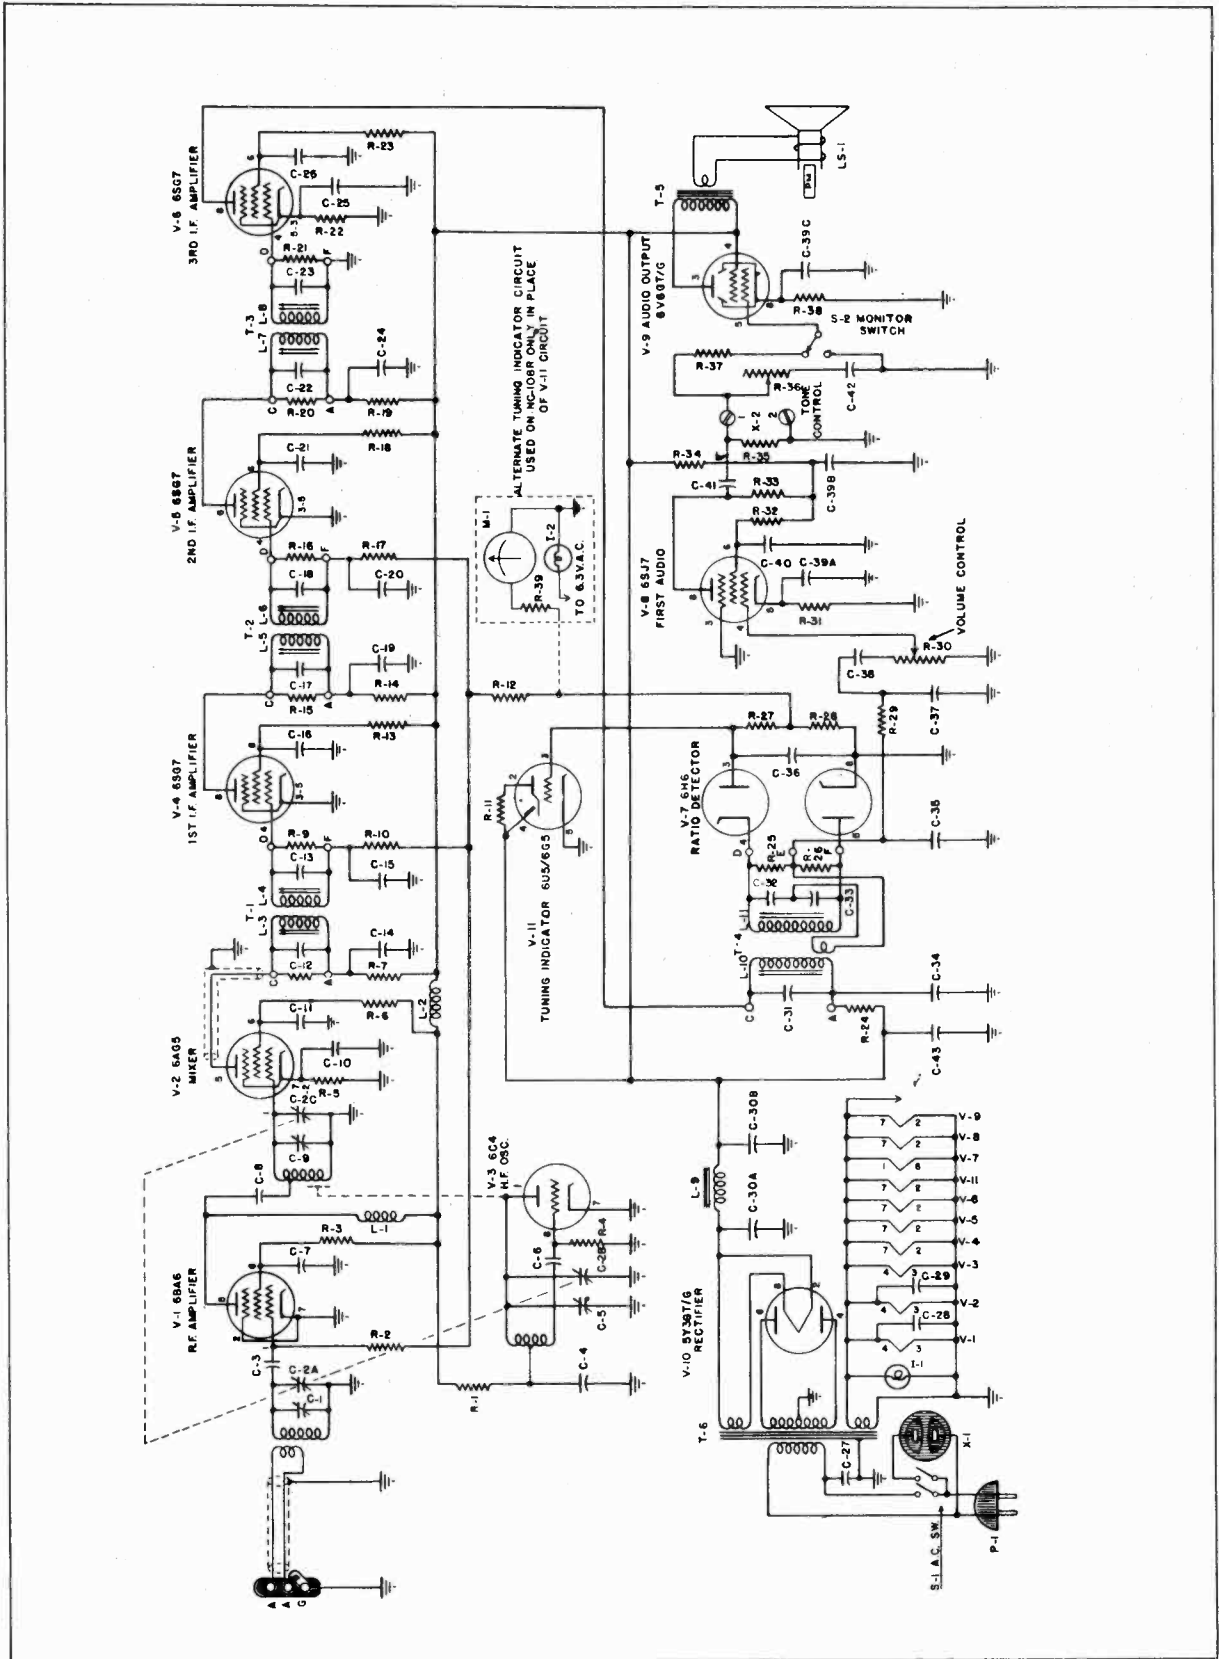 V-1 6BA6
R.F. AMPLIFIER
V-2 6AG5
MIXER
V-4 6SG7
1ST I.F. AMPLIFIER
V-5 6SG7
2ND I.F. AMPLIFIER
V-6 6SG7
3RD I.F. AMPLIFIER
A
A
G
C-1
C-2A
C-3
R-2
C-7
R-3
L-1
C-8
C-9
C-2C
R-5
C-10
C-11
R-6
L-2
C
A
C-12
R-7
C-14
L-3
T-1
L-4
C-13
R-9
D
F
R-10
C-15
C-16
R-13
C
A
C-17
R-15
R-14
C-19
L-5
T-2
L-6
C-18
R-16
D
F
R-17
C-20
C-21
R-18
C
A
C-22
R-20
R-19
C-24
L-7
T-3
L-8
C-23
R-21
D
F
R-22
C-25
C-26
R-23
V-3 6C4
H.F. OSC.
R-1
C-4
C-5
C-2B
C-6
R-4
V-11
TUNING INDICATOR 6U5/6G5
R-11
R-12
ALTERNATE TUNING INDICATOR CIRCUIT
USED ON NC-108R ONLY IN PLACE
OF V-11 CIRCUIT
M-1
R-39
I-2
TO 6.3V.A.C.
V-10 5Y3GT/G
RECTIFIER
T-6
C-27
S-1 A.C. SW.
P-1
X-1
I-1
L-9
C-30A
C-30B
C-28
C-29
V-1
V-2
V-3
V-4
V-5
V-6
V-11
V-7
V-8
V-9
V-7 6H6
RATIO DETECTOR
C
A
C-31
R-24
C-43
C-34
L-10
T-4
L-11
C-36
C-33
D
E
F
R-25
R-26
C-35
C-36
R-27
R-28
R-29
C-37
C-38
R-30
VOLUME CONTROL
V-8 6SJ7
FIRST AUDIO
R-31
C-39A
C-40
R-32
R-33
C-41
R-34
C-39B
R-35
X-2
1
2
R-36
TONE
CONTROL
C-42
R-37
S-2 MONITOR
SWITCH
V-9 AUDIO OUTPUT
6V6GT/G
R-38
C-39C
T-5
PM
LS-1